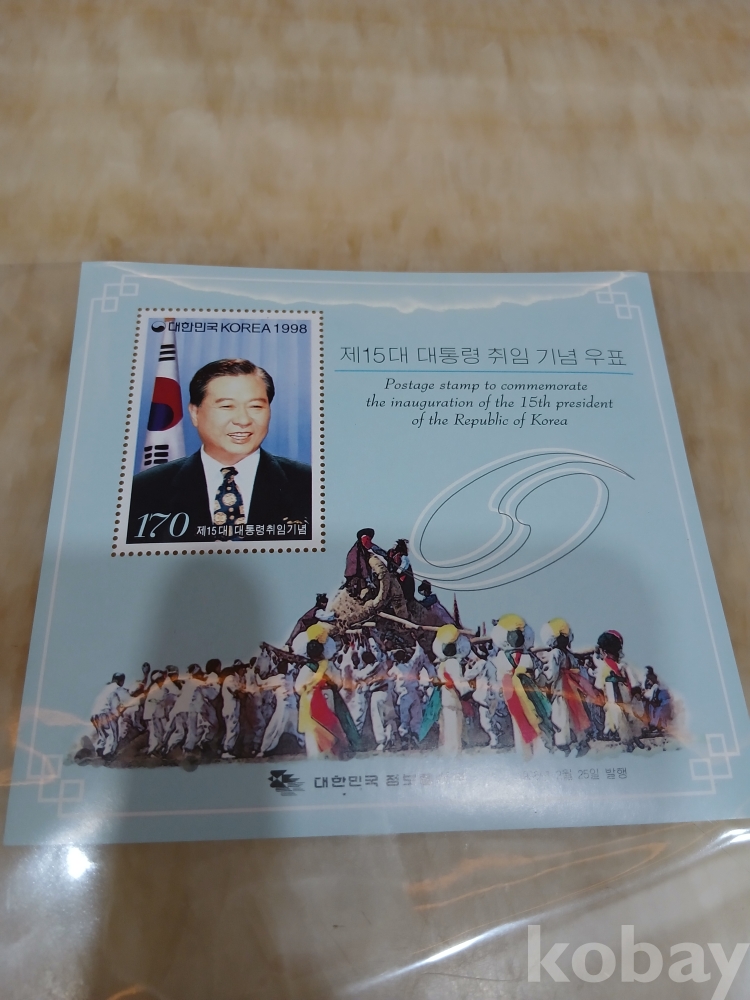 대한민국 KOREA 1998
170 제15대 대통령취임기념
제15대 대통령 취임 기념 우표
Postage stamp to commemorate
the inauguration of the 15th president
of the Republic of Korea
대한민국 정보 2월 25일 발행
kobay